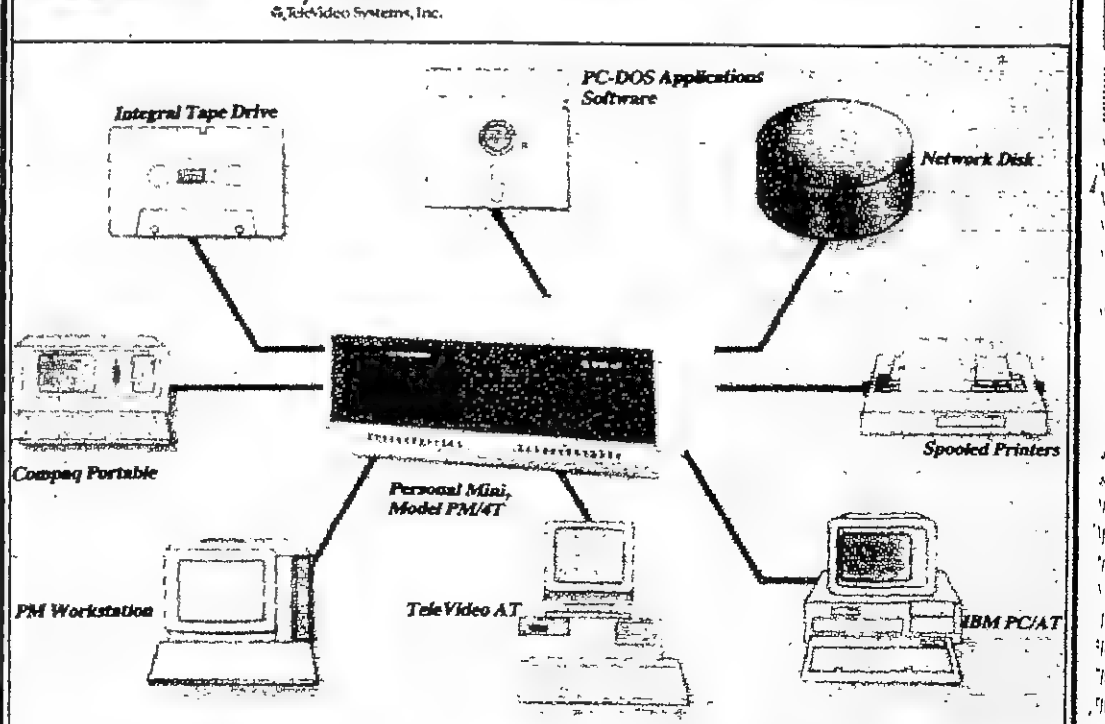 TeleVideo Systems, Inc.
PC-DOS Applications
Software
Integral Tape Drive
Network Disk
Compaq Portable
Spooled Printers
Personal Mini,
Model PM/4T
PM Workstation
TeleVideo AT
IBM PC/AT